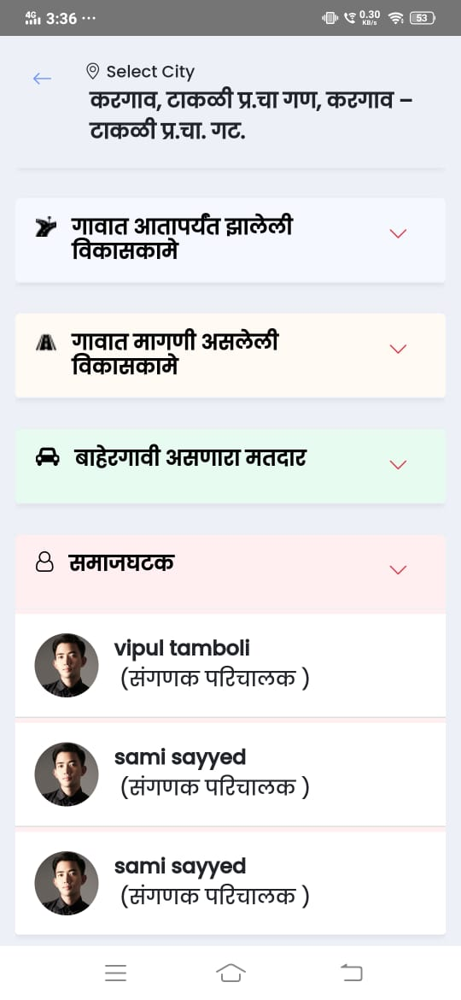 4G 3:36 ··· 0.30 KB/s 53
Select City
करगाव, टाकळी प्र.चा गण, करगाव –
टाकळी प्र.चा. गट.
गावात आतापर्यंत झालेली
विकासकामे
गावात मागणी असलेली
विकासकामे
बाहेरगावी असणारा मतदार
समाजघटक
vipul tamboli
(संगणक परिचालक )
sami sayyed
(संगणक परिचालक )
sami sayyed
(संगणक परिचालक )